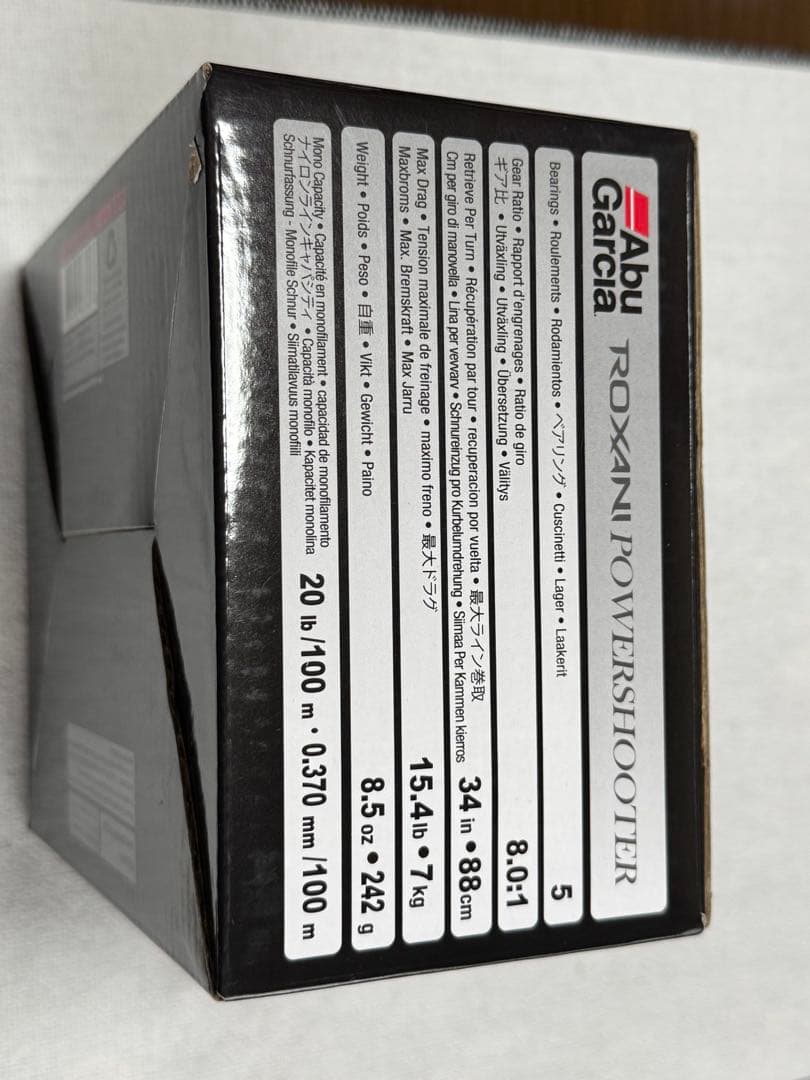 Abu
Garcia
ROXANI POWERSHOOTER
Bearings • Roulements • Rodamientos • ベアリング • Cuscinetti • Lager • Laakerit
5
Gear Ratio • Rapport d'engrenages • Ratio de giro
ギア比 • Utväxling • Utväxling • Übersetzung • Välitys
8.0:1
Retrieve Per Turn • Récupération par tour • recuperacion por vuelta • 最大ライン巻取
Cm per giro di manovella • Lina per vevvarv • Schnureinzug pro Kurbelumdrehung • Siimaa Per Kammen kierros
34 in • 88cm
Max Drag • Tension maximale de freinage • maximo freno • 最大ドラグ
Maxbroms • Max. Bremskraft • Max Jarru
15.4 lb • 7 kg
Weight • Poids • Peso • 自重 • Vikt • Gewicht • Paino
8.5 oz • 242 g
Mono Capacity • Capacité en monofilament • capacidad de monofilamento
ナイロンラインキャパシティ • Capacità monofilo • Kapacitet monolina
Schnurfassung - Monofile Schnur • Siimatilavuus monofiili
20 lb /100 m • 0.370 mm /100 m